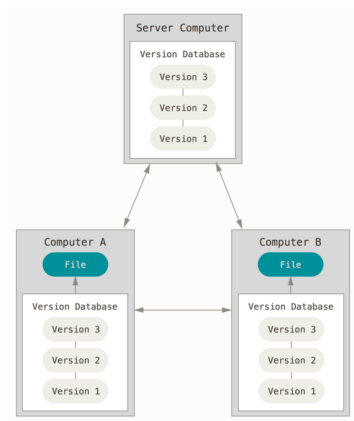 Server Computer
Version Database
Version 3
Version 2
Version 1
Computer A
File
Version Database
Version 3
Version 2
Version 1
Computer B
File
Version Database
Version 3
Version 2
Version 1